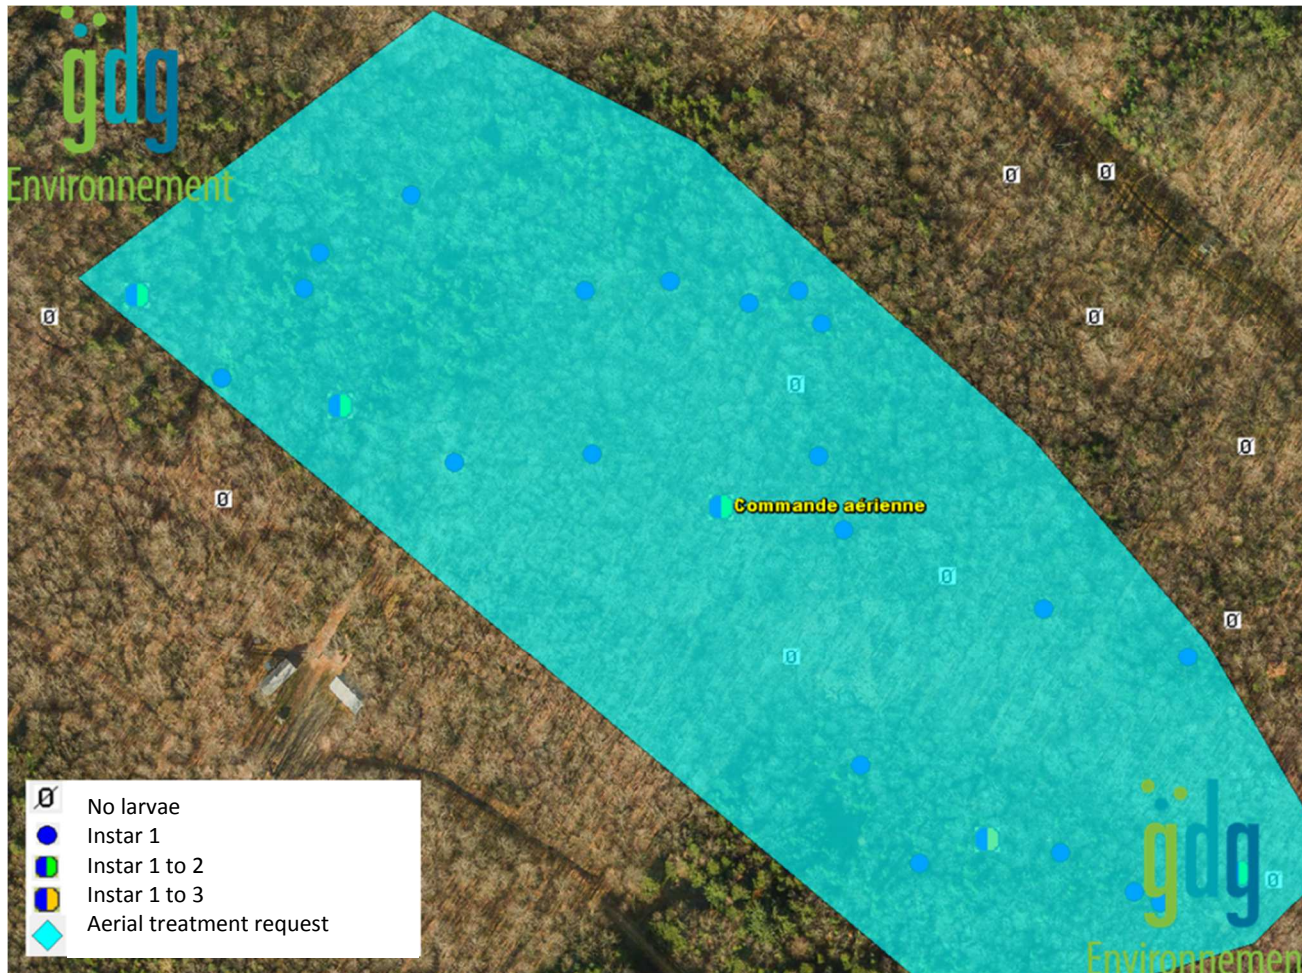 gdg
Environnement
Ø
Ø
Ø
Ø
Ø
Ø
Ø
Ø
Commande aérienne
Ø
Ø
Ø
Ø
Ø No larvae
Instar 1
Instar 1 to 2
Instar 1 to 3
Aerial treatment request
gdg
Environnement